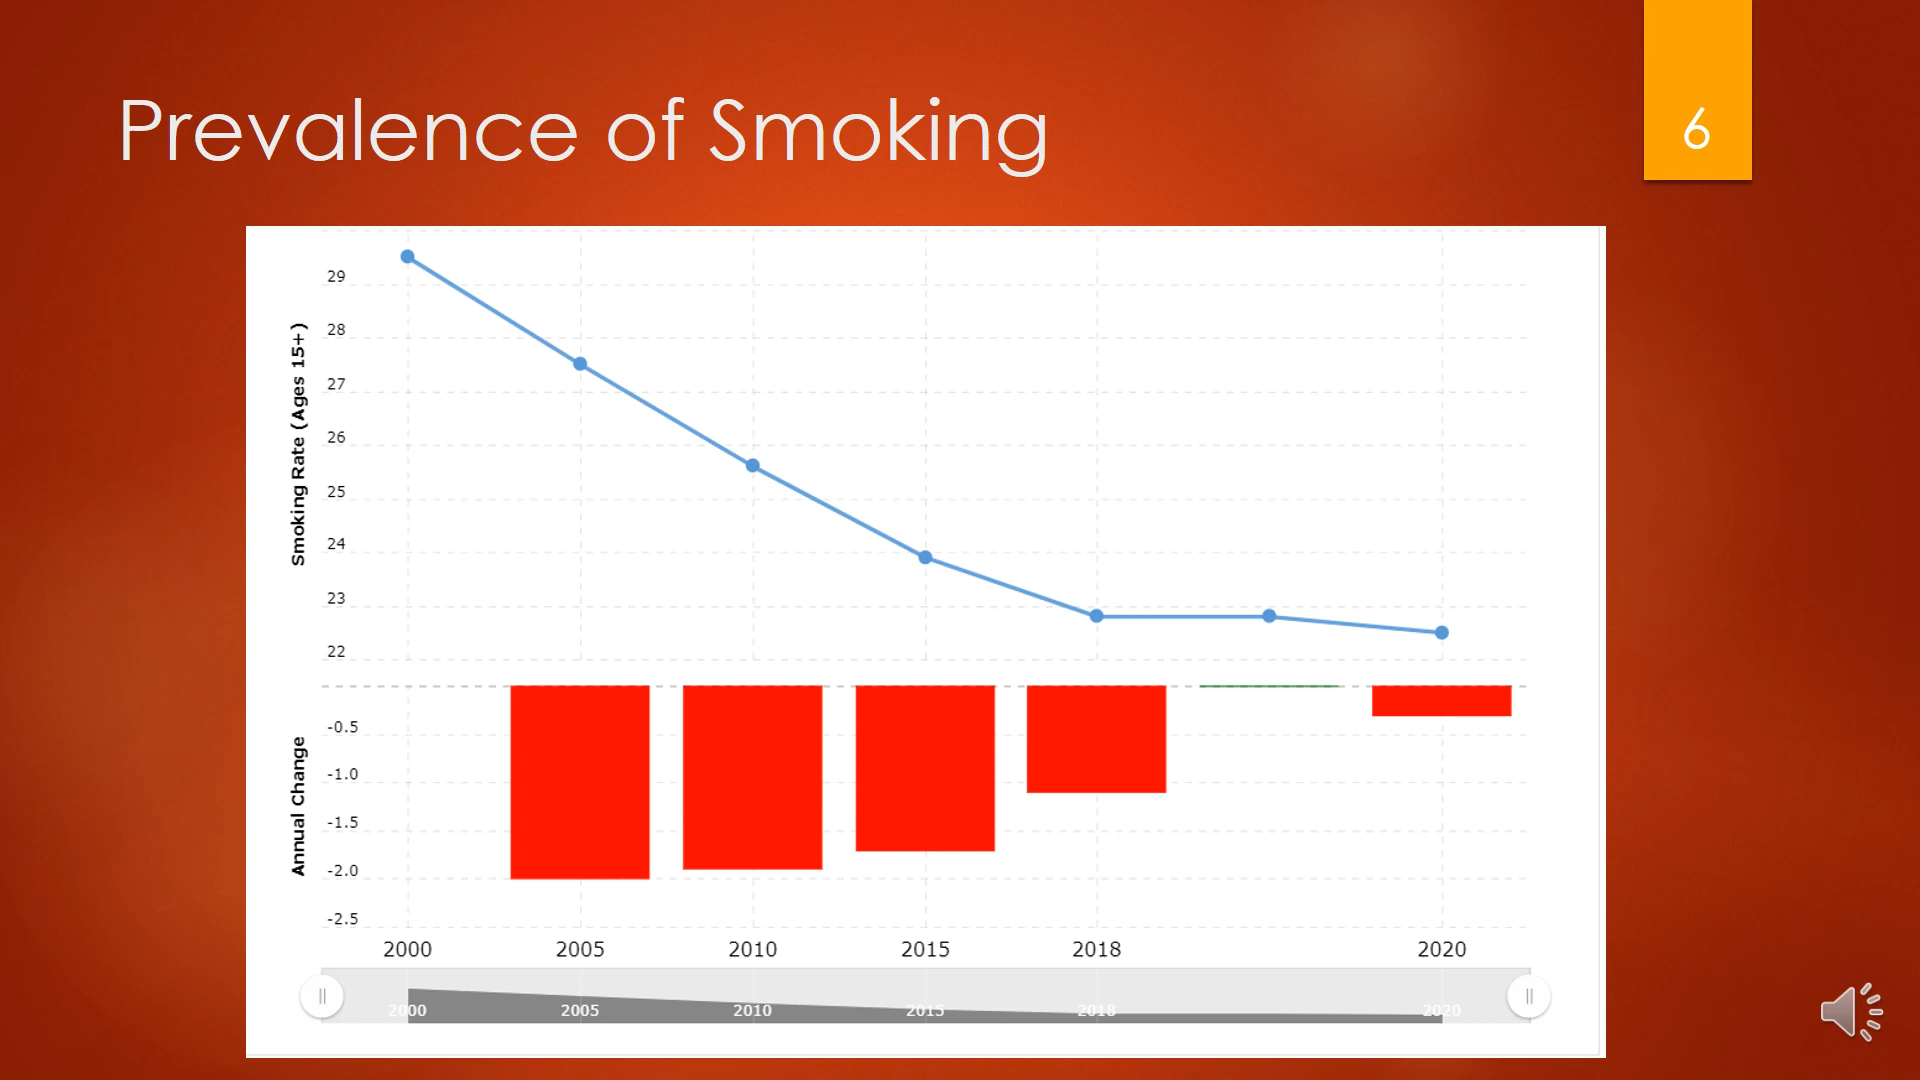 Prevalence of Smoking
6
Smoking Rate (Ages 15+)
29
28
27
26
25
24
23
22
Annual Change
-0.5
-1.0
-1.5
-2.0
-2.5
2000 2005 2010 2015 2018 2020
2000 2005 2010 2015 2018 2020